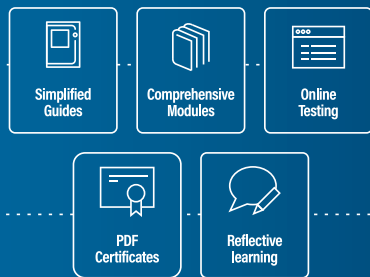 Simplified
Guides
Comprehensive
Modules
Online
Testing
PDF
Certificates
Reflective
learning